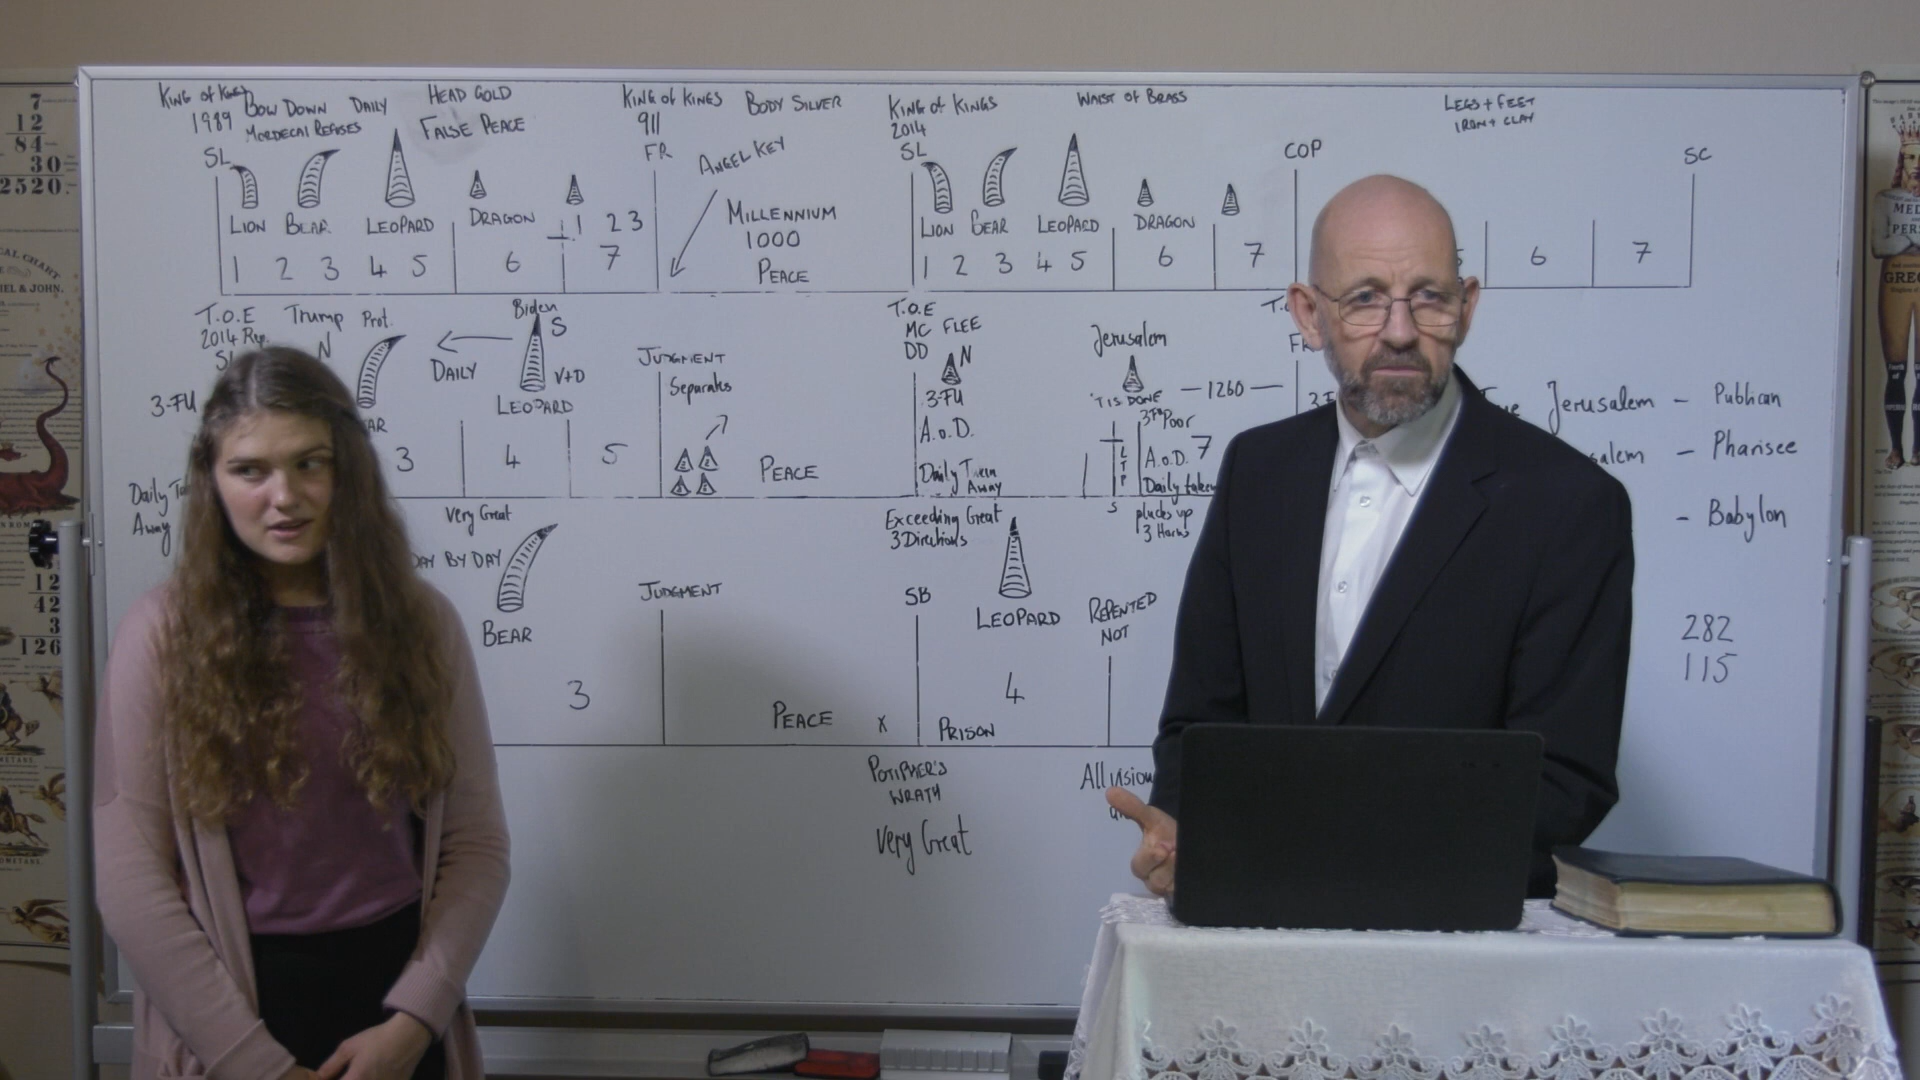 KING OF KINGS
1989
BOW DOWN
MORDECAI REFUSES
DAILY
HEAD GOLD
FALSE PEACE
KING OF KINGS
911
FR
BODY SILVER
KING OF KINGS
2014
SL
WAIST OF BRASS
LEGS + FEET
IRON + CLAY
SL
ANGEL KEY
COP
SC
LION BEAR LEOPARD DRAGON 1 2 3
1 2 3 4 5 6 7
MILLENNIUM
1000
PEACE
LION BEAR LEOPARD DRAGON
1 2 3 4 5 6 7
6 7
T.O.E
2014 Rep.
Trump
N
Prot.
Biden
S
DAILY
V+D
LEOPARD
3-FU
3 4 5
Daily
Away
JUDGMENT
Separates
PEACE
T.O.E
MC FLEE
DD N
3-FU
A.o.D.
Daily Taken
Away
Jerusalem
'TIS DONE
1260
Poor
A.o.D. 7
L
T
P
Daily taken
S
plucks up
3 Horns
Jerusalem - Publican
- Pharisee
- Babylon
Very Great
DAY BY DAY
BEAR
3
JUDGMENT
PEACE x
Exceeding Great
3 Directions
SB
LEOPARD
4
PRISON
REPENTED
NOT
282
115
POTIPHER'S
WRATH
Very Great
All vision
7
12
84
30
2520.
12
42
3
126